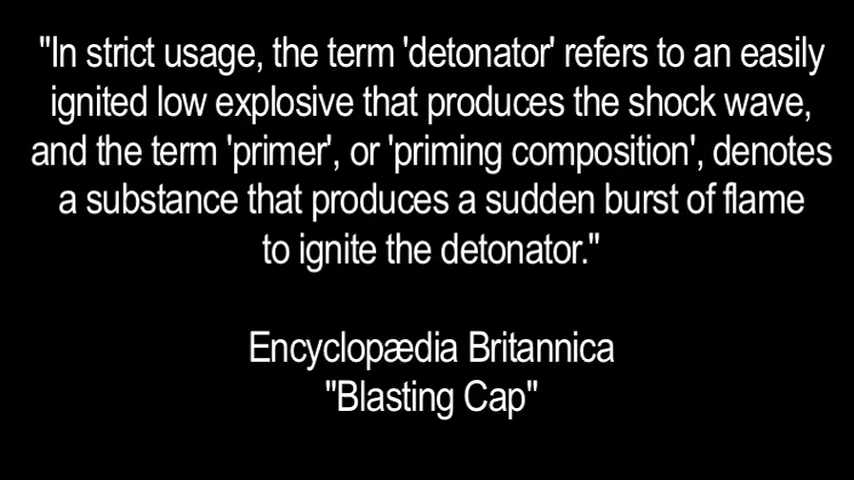 "In strict usage, the term 'detonator' refers to an easily
ignited low explosive that produces the shock wave,
and the term 'primer', or 'priming composition', denotes
a substance that produces a sudden burst of flame
to ignite the detonator."
Encyclopædia Britannica
"Blasting Cap"